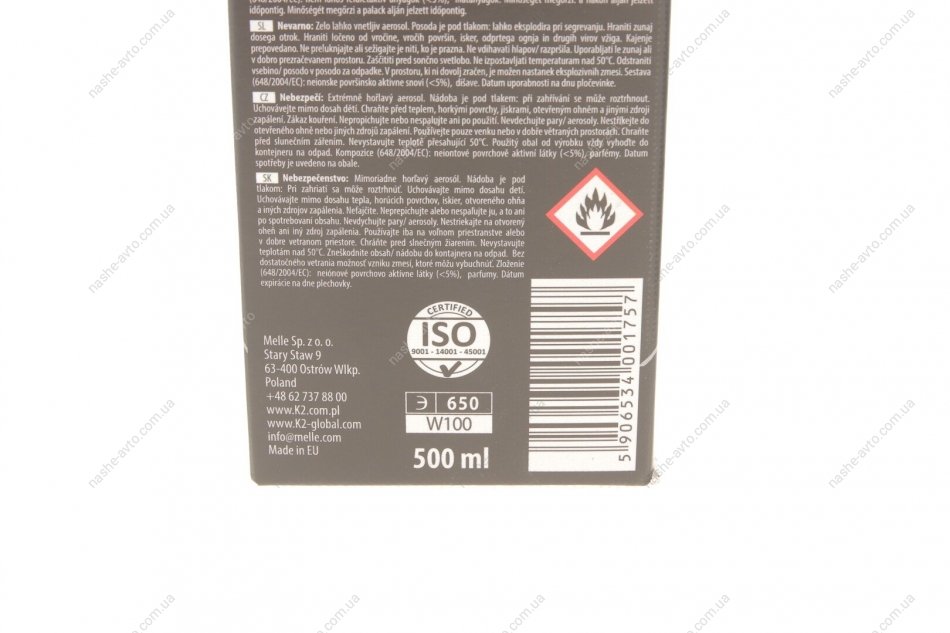 időpontig. Minőségét megőrzi a palack alján jelzett időpontig.
SL Nevarno: Zelo lahko vnetljiv aerosol. Posoda je pod tlakom: lahko eksplodira pri segrevanju. Hraniti zunaj
dosega otrok. Hraniti ločeno od vročine, vročih površin, isker, odprtega ognja in drugih virov vžiga. Kajenje
prepovedano. Ne preluknjajte ali sežigajte je niti, ko je prazna. Ne vdihavati hlapov/ razpršila. Uporabljati le zunaj ali
v dobro prezračevanem prostoru. Zaščititi pred sončno svetlobo. Ne izpostavljati temperaturam nad 50°C. Odstraniti
vsebino/ posodo v posodo za odpadke. V prostoru, ki ni dovolj zračen, je možen nastanek eksplozivnih zmesi. Sestava
(648/2004/EC): neionske površinsko aktivne snovi (<5%), dišave. Datum uporabnosti na dnu pločevinke.
CZ Nebezpečí: Extrémně hořlavý aerosol. Nádoba je pod tlakem: při zahřívání se může roztrhnout.
Uchovávejte mimo dosah dětí. Chraňte před teplem, horkými povrchy, jiskrami, otevřeným ohněm a jinými zdroji
zapálení. Zákaz kouření. Nepropichujte nebo nespalujte ani po použití. Nevdechujte páry/ aerosoly. Nestříkejte do
otevřeného ohně nebo jiných zdrojů zapálení. Používejte pouze venku nebo v dobře větraných prostorách. Chraňte
před slunečním zářením. Nevystavujte teplotě přesahující 50°C. Použitý obal od výrobku vždy vyhoďte do
kontejneru na odpad. Kompozice (648/2004/EC): neiontové povrchově aktivní látky (<5%), parfémy. Datum
spotřeby je uvedeno na obale.
SK Nebezpečenstvo: Mimoriadne horľavý aerosól. Nádoba je pod
tlakom: Pri zahriatí sa môže roztrhnúť. Uchovávajte mimo dosahu detí.
Uchovávajte mimo dosahu tepla, horúcich povrchov, iskier, otvoreného ohňa
a iných zdrojov zapálenia. Nefajčite. Neprepichujte alebo nespaľujte ju, a to ani
po spotrebovaní obsahu. Nevdychujte pary/ aerosoly. Nestriekajte na otvorený
oheň ani iný zdroj zapálenia. Používajte iba na voľnom priestranstve alebo
v dobre vetranom priestore. Chráňte pred slnečným žiarením. Nevystavujte
teplotám nad 50°C. Zneškodnite obsah/ nádobu do kontajnera na odpad. Bez
dostatočného vetrania možnosť vzniku zmesí, ktoré môžu vybuchnúť. Zloženie
(648/2004/EC): neiónové povrchovo aktívne látky (<5%), parfumy. Dátum
expirácie na dne plechovky.
CERTIFIED
ISO
9001 - 14001 - 45001
Melle Sp. z o. o.
Stary Staw 9
63-400 Ostrów Wlkp.
Poland
+48 62 737 88 00
www.K2.com.pl
www.K2-global.com
info@melle.com
Made in EU
Э 650
W100
500 ml
5 906534 001757
nashe-avto.com.ua